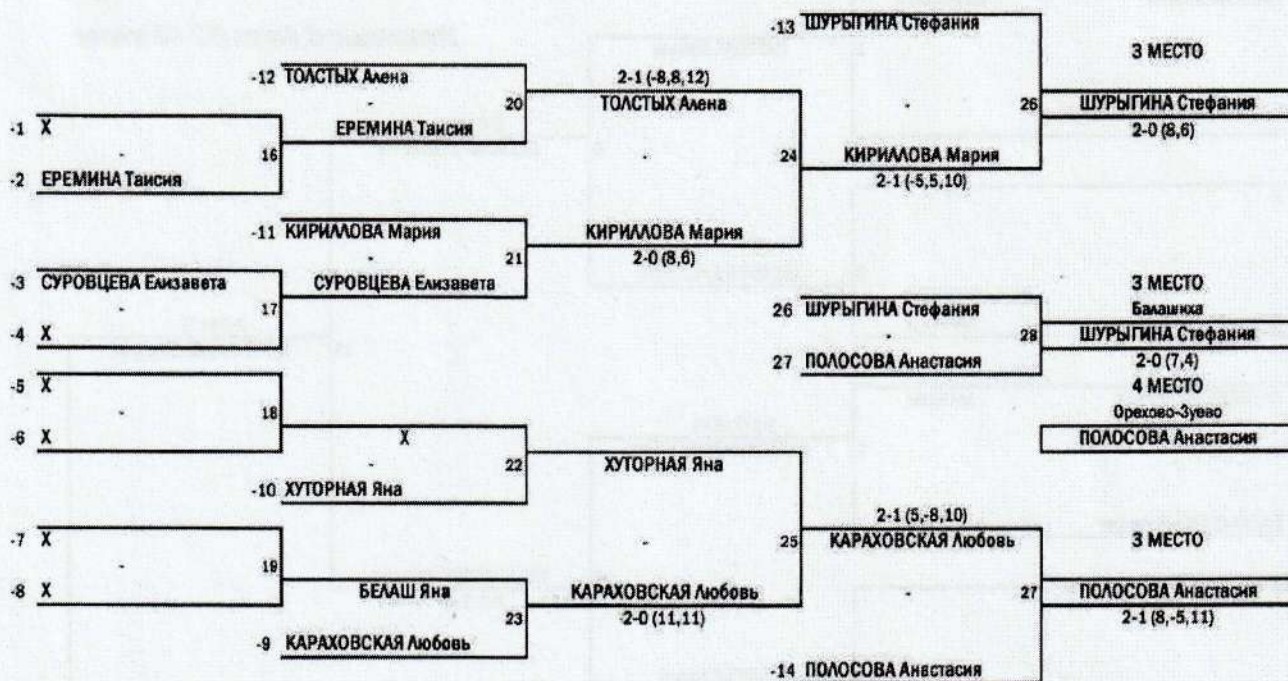 -13 ШУРЫГИНА Стефания
3 МЕСТО
-12 ТОЛСТЫХ Алена
2-1 (-8,8,12)
20
ТОЛСТЫХ Алена
26
ШУРЫГИНА Стефания
-1 X
ЕРЕМИНА Таисия
2-0 (8,6)
16
24
КИРИЛЛОВА Мария
-2 ЕРЕМИНА Таисия
2-1 (-5,5,10)
-11 КИРИЛЛОВА Мария
КИРИЛЛОВА Мария
21
2-0 (8,6)
-3 СУРОВЦЕВА Елизавета
СУРОВЦЕВА Елизавета
3 МЕСТО
17
26 ШУРЫГИНА Стефания
Балашиха
-4 X
28
ШУРЫГИНА Стефания
27 ПОЛОСОВА Анастасия
2-0 (7,4)
-5 X
4 МЕСТО
18
Орехово-Зуево
-6 X
X
ПОЛОСОВА Анастасия
22
ХУТОРНАЯ Яна
-10 ХУТОРНАЯ Яна
2-1 (5,-8,10)
-7 X
25
КАРАХОВСКАЯ Любовь
3 МЕСТО
19
-8 X
БЕЛАШ Яна
КАРАХОВСКАЯ Любовь
27
ПОЛОСОВА Анастасия
23
2-0 (11,11)
2-1 (8,-5,11)
-9 КАРАХОВСКАЯ Любовь
-14 ПОЛОСОВА Анастасия